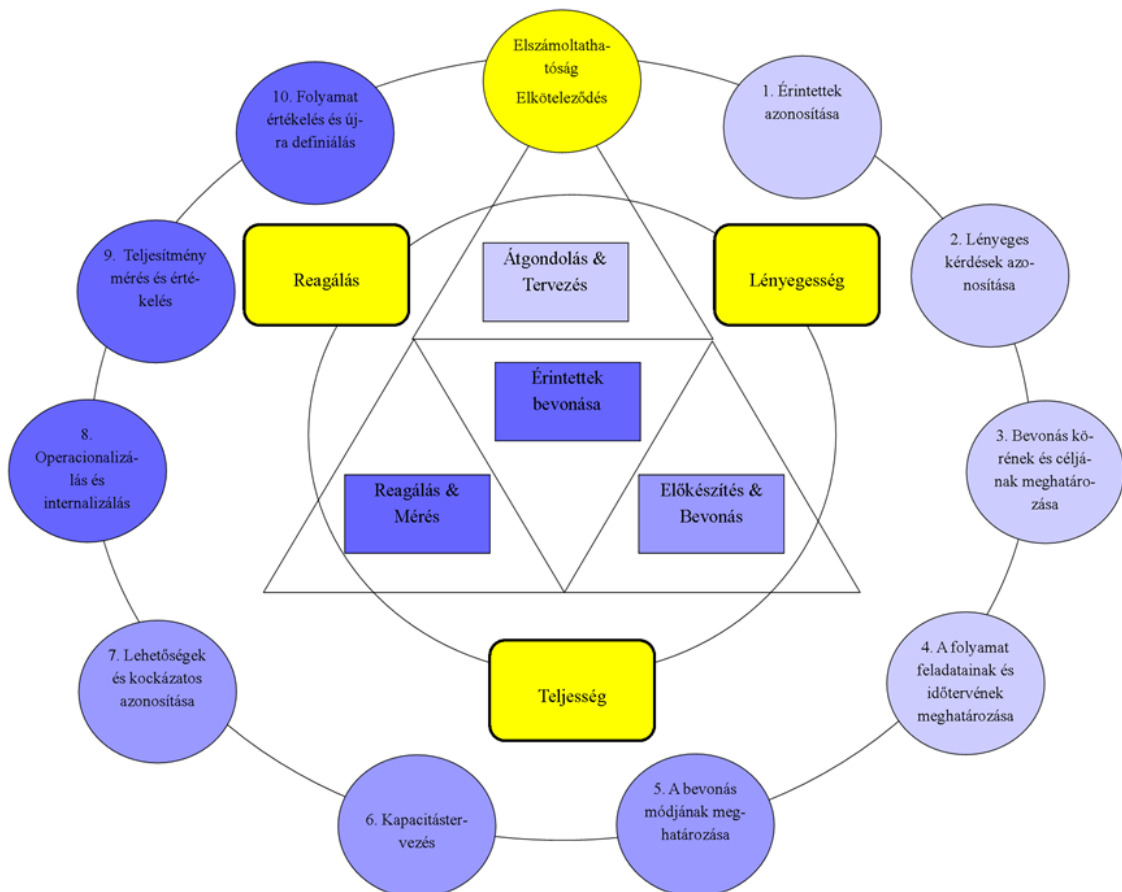 Elszámoltatha-
tóság
Elköteleződés
1. Érintettek
azonosítása
2. Lényeges
kérdések azo-
nosítása
3. Bevonás kö-
rének és céljá-
nak meghatáro-
zása
4. A folyamat
feladatainak és
időtervének
meghatározása
5. A bevonás
módjának meg-
határozása
6. Kapacitáster-
vezés
7. Lehetőségek
és kockázatos
azonosítása
8.
Operacionalizá-
lás és
internalizálás
9. Teljesítmény
mérés és érté-
kelés
10. Folyamat
értékelés és új-
ra definiálás
Reagálás
Lényegesség
Teljesség
Átgondolás &
Tervezés
Érintettek
bevonása
Reagálás &
Mérés
Előkészítés &
Bevonás